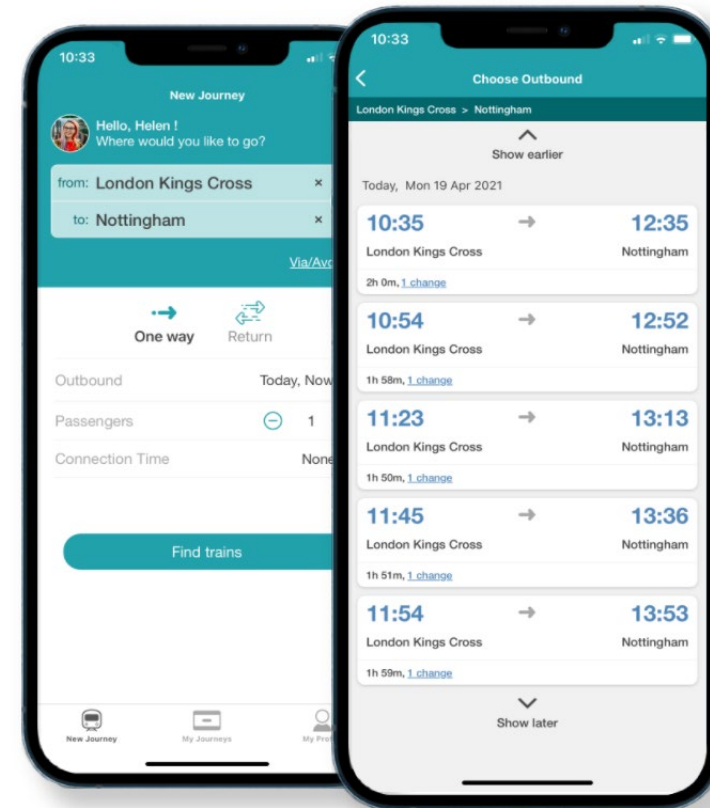 10:33
New Journey
Hello, Helen !
Where would you like to go?
from: London Kings Cross ×
to: Nottingham ×
One way Return
Outbound Today, Now
Passengers 1
Connection Time None
Find trains
New Journey My Journeys My
10:33
Choose Outbound
London Kings Cross > Nottingham
Show earlier
Today, Mon 19 Apr 2021
10:35 → 12:35
London Kings Cross Nottingham
2h 0m, 1 change
10:54 → 12:52
London Kings Cross Nottingham
1h 58m, 1 change
11:23 → 13:13
London Kings Cross Nottingham
1h 50m, 1 change
11:45 → 13:36
London Kings Cross Nottingham
1h 51m, 1 change
11:54 → 13:53
London Kings Cross Nottingham
1h 59m, 1 change
Show later